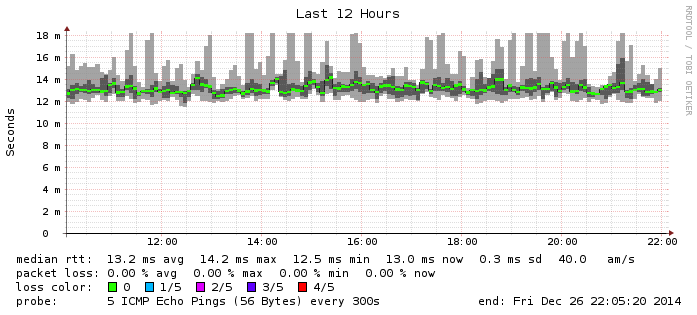 Last 12 Hours
RRDTOOL / TOBI OETIKER
Seconds
18 m
16 m
14 m
12 m
10 m
8 m
6 m
4 m
2 m
0
12:00 14:00 16:00 18:00 20:00 22:00
median rtt: 13.2 ms avg 14.2 ms max 12.5 ms min 13.0 ms now 0.3 ms sd 40.0 am/s
packet loss: 0.00 % avg 0.00 % max 0.00 % min 0.00 % now
loss color: 0 1/5 2/5 3/5 4/5
probe: 5 ICMP Echo Pings (56 Bytes) every 300s end: Fri Dec 26 22:05:20 2014